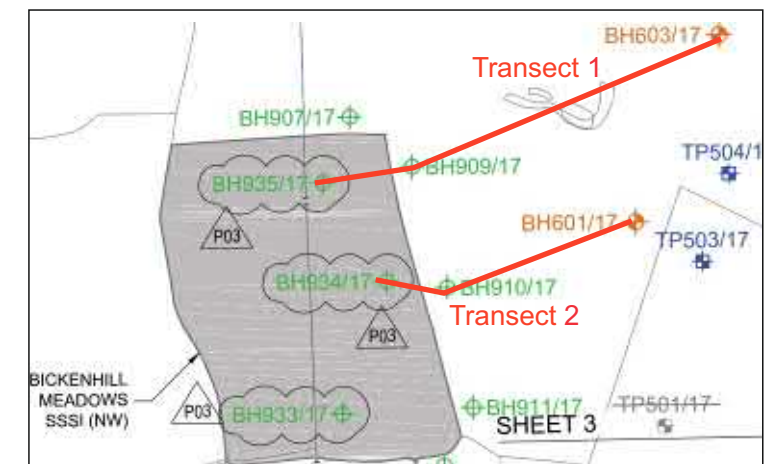 BH603/17
Transect 1
BH907/17
TP504/1
BH909/17
BH935/17
P03
BH601/17
TP503/17
BH934/17
BH910/17
Transect 2
P03
BICKENHILL
MEADOWS
SSSI (NW)
P03
BH933/17
BH911/17
TP501/17
SHEET 3